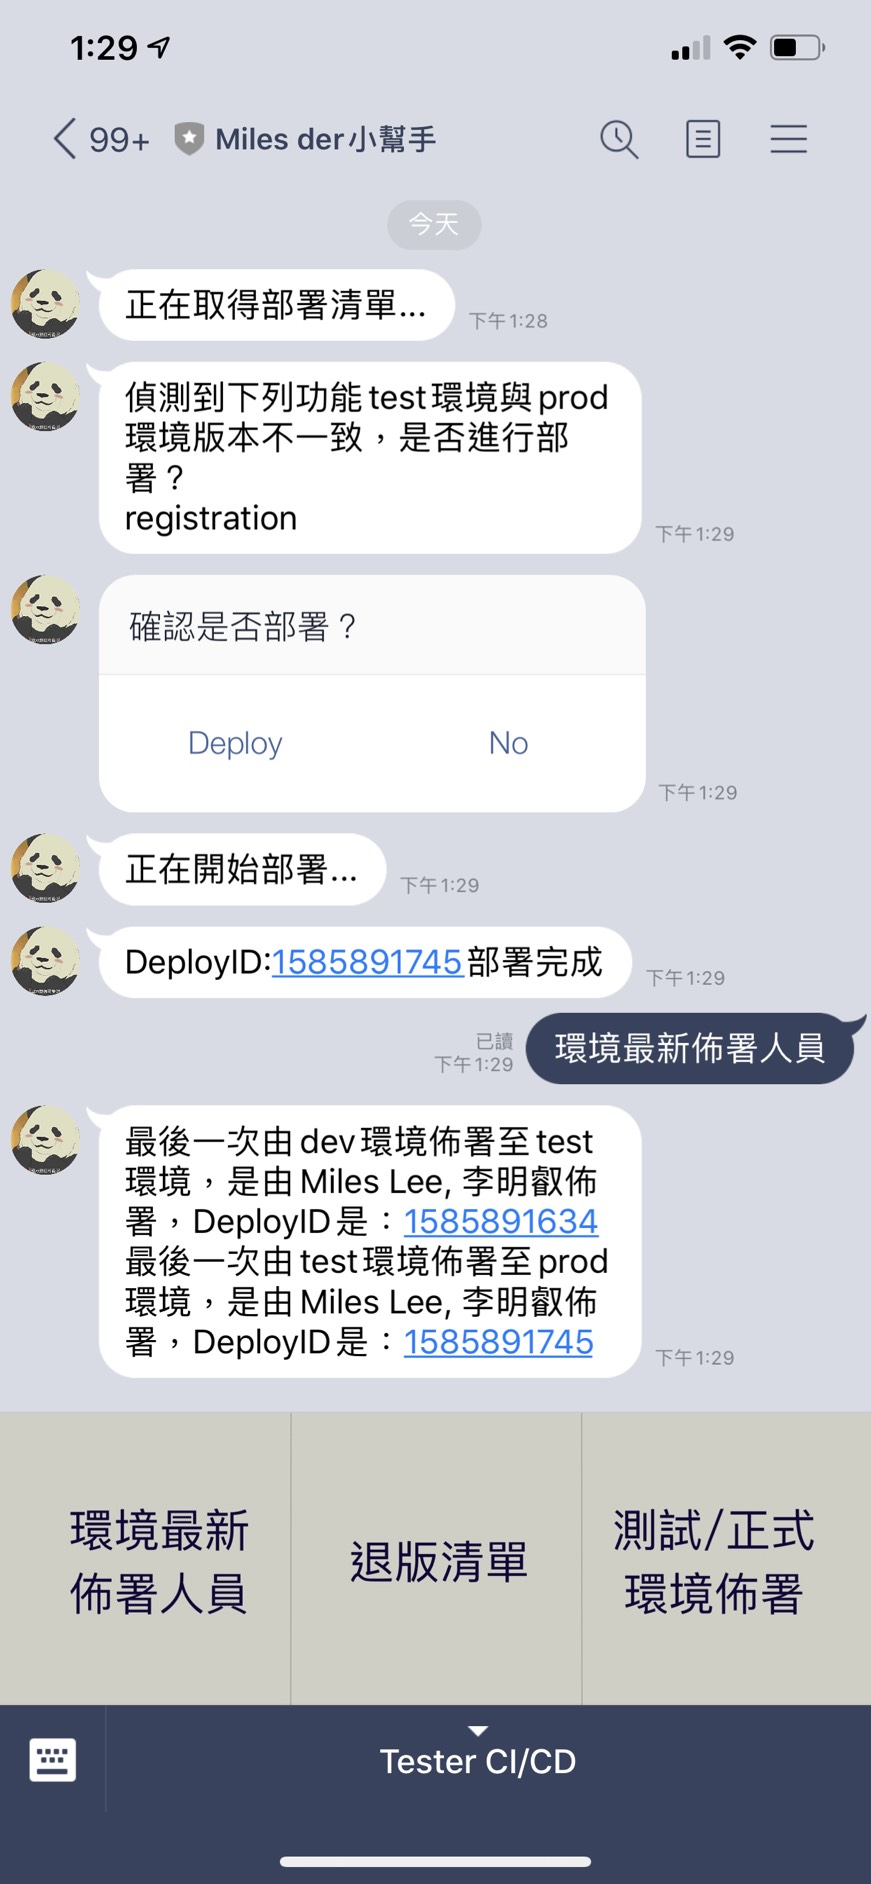 1:29
99+ Miles der小幫手
今天
正在取得部署清單...
下午1:28
偵測到下列功能test環境與prod
環境版本不一致，是否進行部
署？
registration
下午1:29
確認是否部署？
Deploy No
下午1:29
正在開始部署...
下午1:29
DeployID:1585891745部署完成
下午1:29
已讀
下午1:29
環境最新佈署人員
最後一次由dev環境佈署至test
環境，是由Miles Lee, 李明叡佈
署，DeployID是：1585891634
最後一次由test環境佈署至prod
環境，是由Miles Lee, 李明叡佈
署，DeployID是：1585891745
下午1:29
環境最新
佈署人員
退版清單
測試/正式
環境佈署
Tester CI/CD